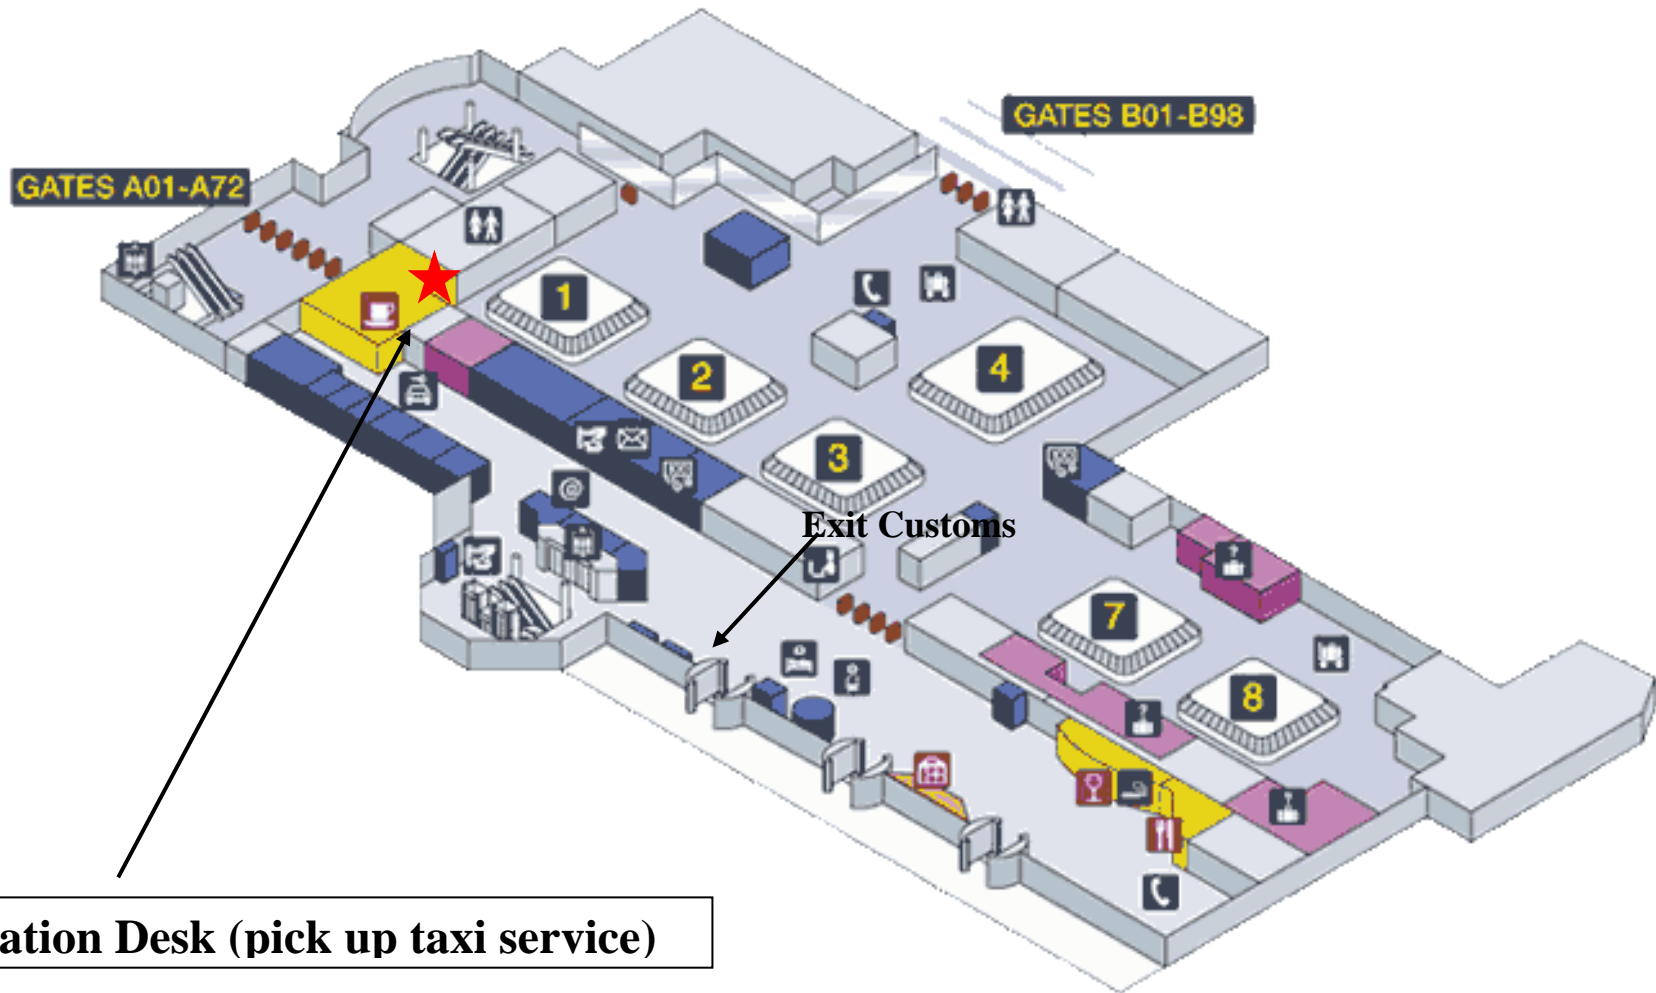 GATES B01-B98
GATES A01-A72
1
2
4
3
@
Exit Customs
7
8
ation Desk (pick up taxi service)